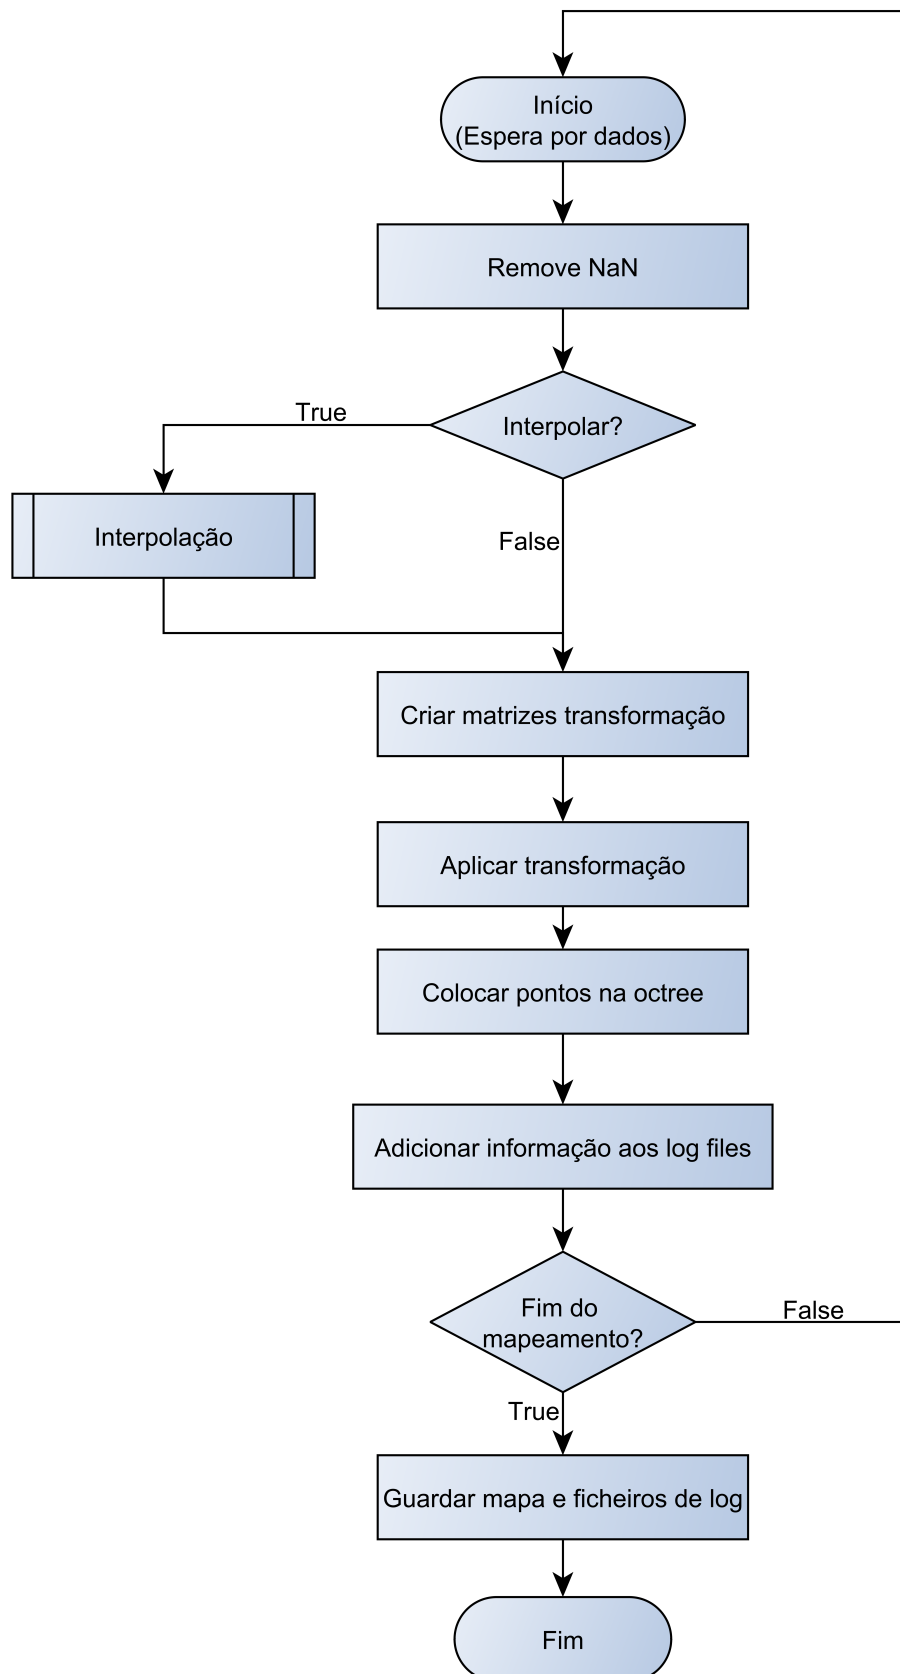 Início
(Espera por dados)
Remove NaN
Interpolar?
True
Interpolação
False
Criar matrizes transformação
Aplicar transformação
Colocar pontos na octree
Adicionar informação aos log files
Fim do
mapeamento?
False
True
Guardar mapa e ficheiros de log
Fim